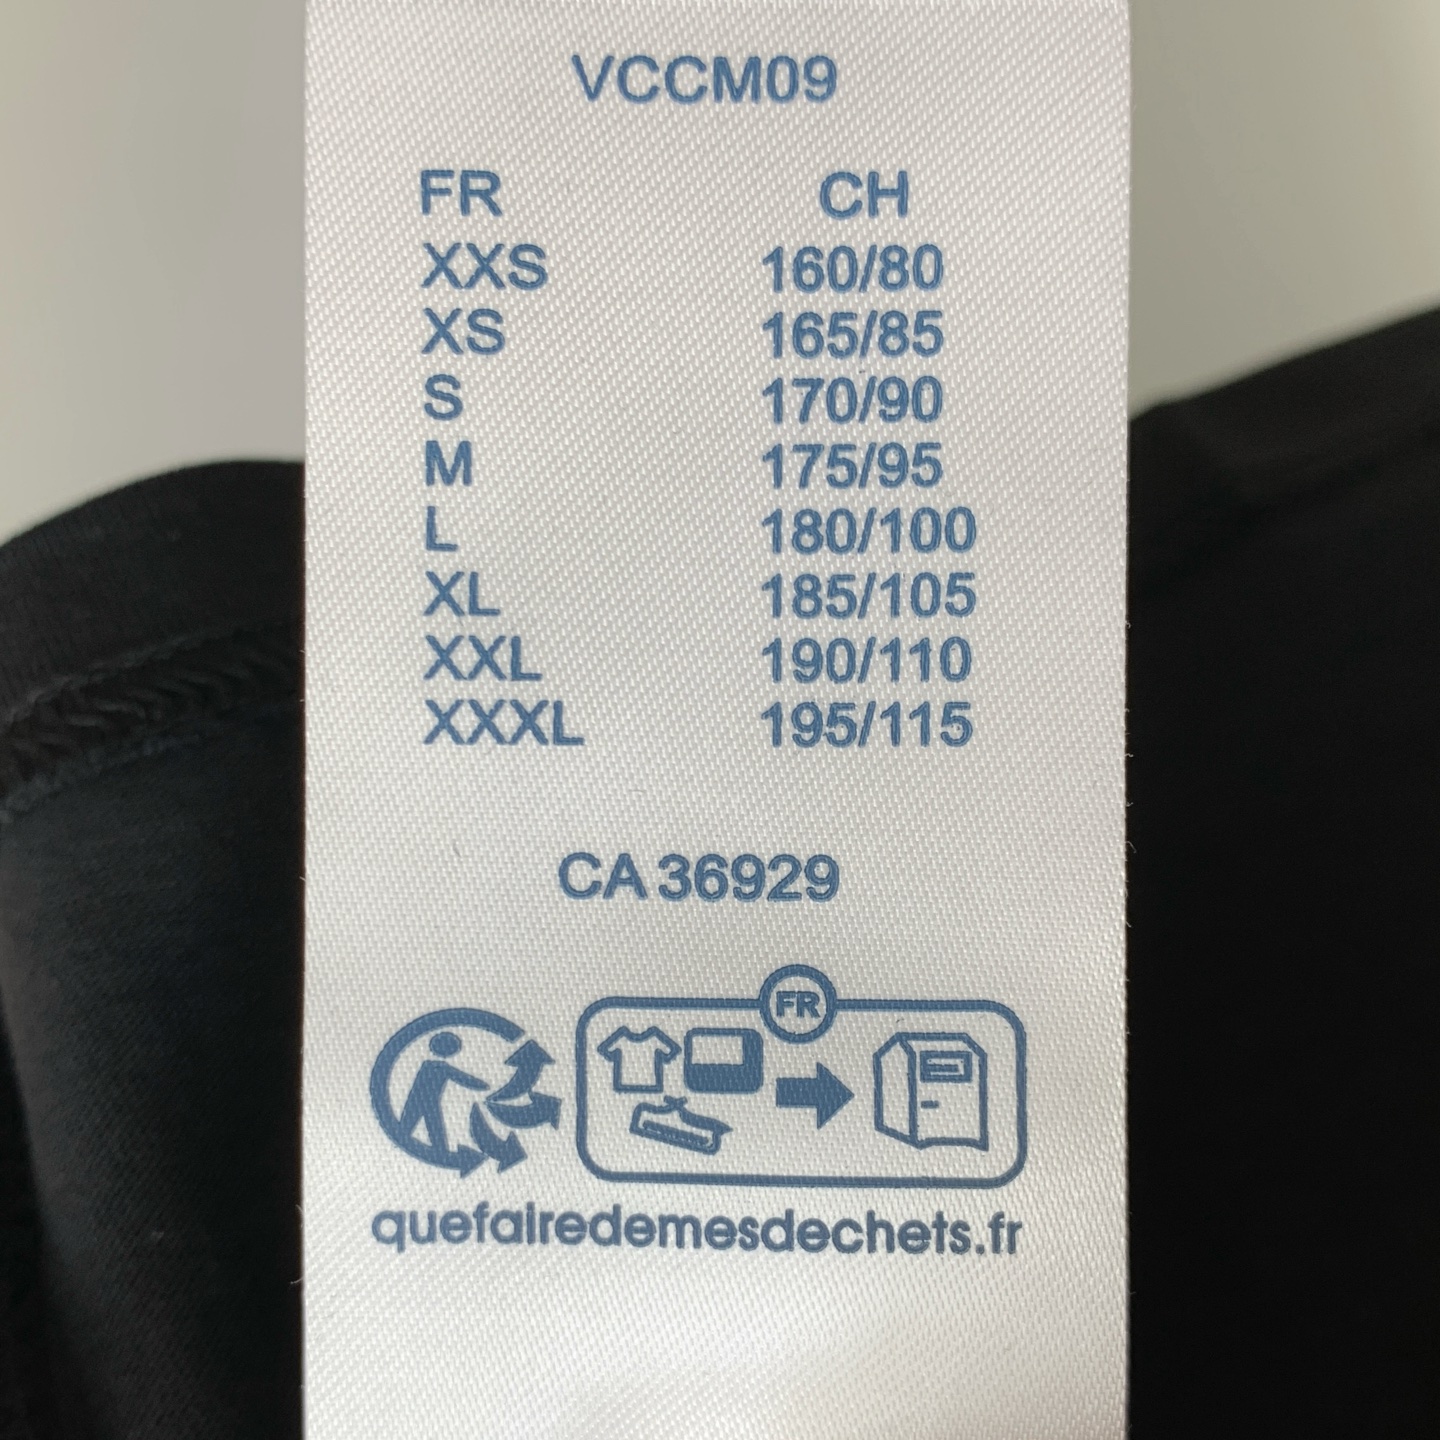 VCCM09
FR CH
XXS 160/80
XS 165/85
S 170/90
M 175/95
L 180/100
XL 185/105
XXL 190/110
XXXL 195/115
CA 36929
FR
quefairedemesdechets.fr